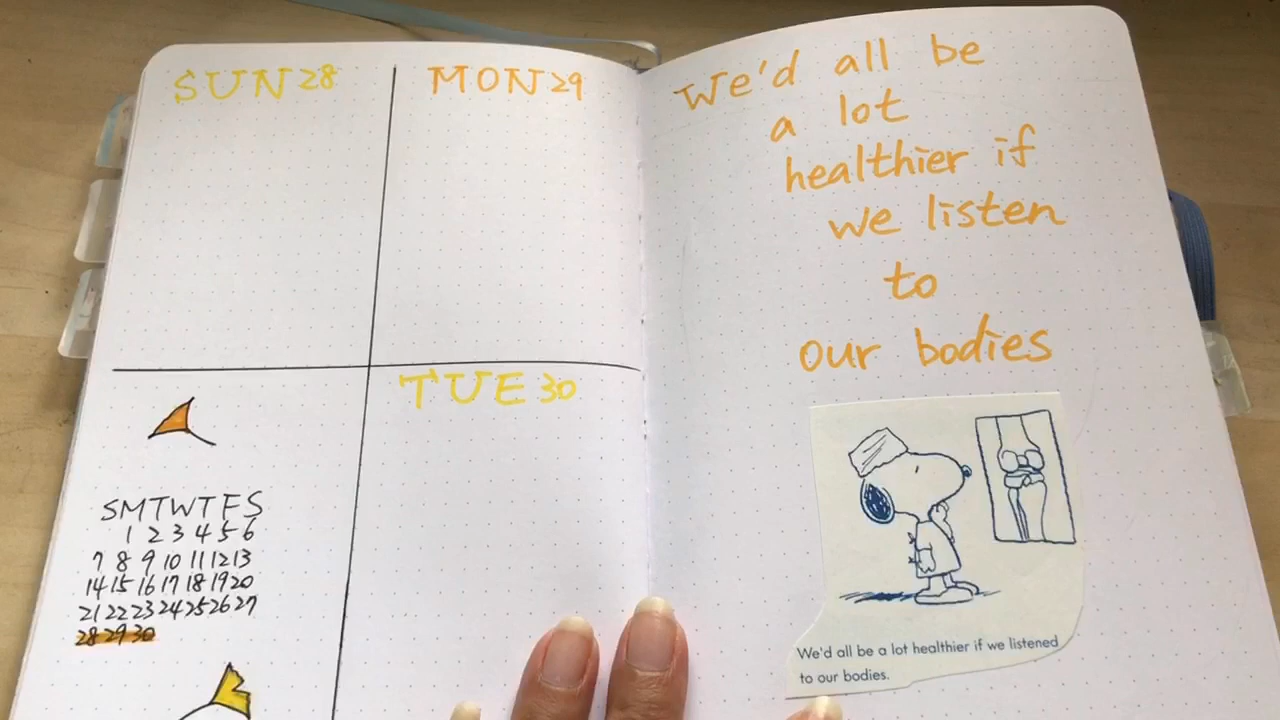 SUN 28
MON 29
TUE 30
S M T W T F S
1 2 3 4 5 6
7 8 9 10 11 12 13
14 15 16 17 18 19 20
21 22 23 24 25 26 27
28 29 30
We'd all be
a lot
healthier if
we listen
to
our bodies
We'd all be a lot healthier if we listened
to our bodies.